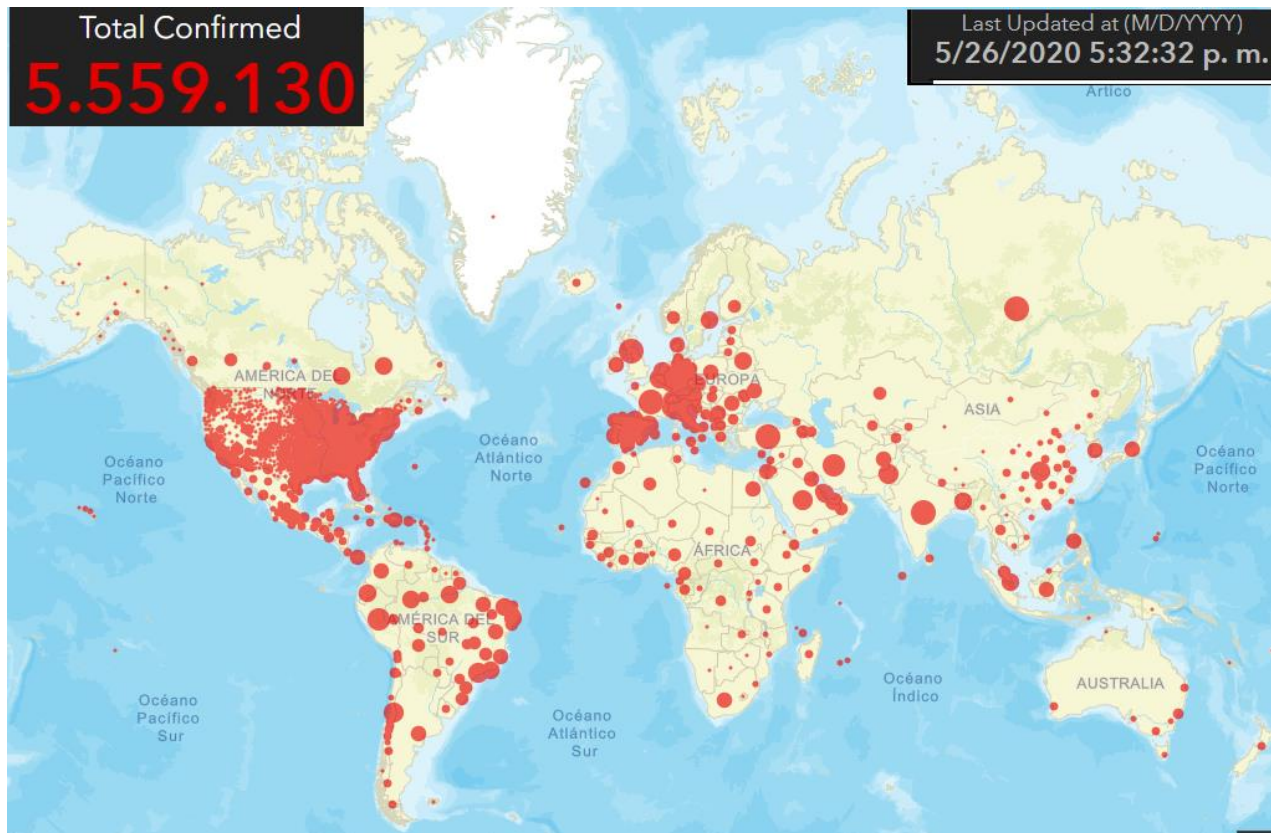 Total Confirmed
5.559.130
Last Updated at (M/D/YYYY)
5/26/2020 5:32:32 p. m.
Ártico
AMÉRICA DEL
NORTE
EUROPA
ASIA
Océano
Pacífico
Norte
Océano
Atlántico
Norte
Océano
Pacífico
Norte
ÁFRICA
AMÉRICA DEL
SUR
Océano
Índico
AUSTRALIA
Océano
Pacífico
Sur
Océano
Atlántico
Sur